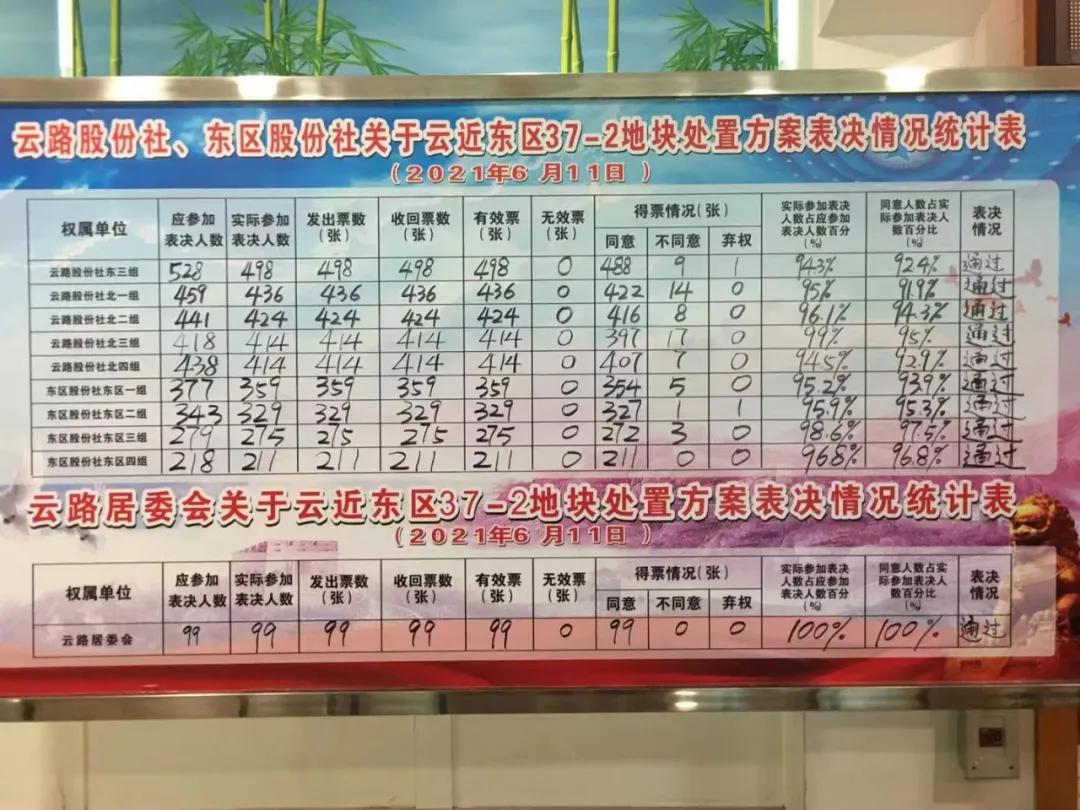 云路股份社、东区股份社关于云近东区37-2地块处置方案表决情况统计表
(2021年6 月11日 )
权属单位 应参加表决人数 实际参加表决人数 发出票数(张) 收回票数(张) 有效票(张) 无效票(张) 得票情况(张) 同意 不同意 弃权 实际参加表决人数占应参加表决人数百分(%) 同意人数占实际参加表决人数百分比(%) 表决情况
云路股份社东三组 528 498 498 498 498 0 488 9 1 94.3% 92.4% 通过
云路股份社北一组 459 436 436 436 436 0 422 14 0 95% 91.9% 通过
云路股份社北二组 441 424 424 424 424 0 416 8 0 96.1% 94.3% 通过
云路股份社北三组 418 414 414 414 414 0 397 17 0 99% 95% 通过
云路股份社北四组 438 414 414 414 414 0 407 7 0 94.5% 92.9% 通过
东区股份社东区一组 377 359 359 359 359 0 354 5 0 95.2% 93.9% 通过
东区股份社东区二组 343 329 329 329 329 0 327 1 1 95.9% 95.3% 通过
东区股份社东区三组 279 275 275 275 275 0 272 3 0 98.6% 97.5% 通过
东区股份社东区四组 218 211 211 211 211 0 211 0 0 96.8% 96.8% 通过
云路居委会关于云近东区37-2地块处置方案表决情况统计表
(2021年6 月11日 )
权属单位 应参加表决人数 实际参加表决人数 发出票数(张) 收回票数(张) 有效票(张) 无效票(张) 得票情况(张) 同意 不同意 弃权 实际参加表决人数占应参加表决人数百分(%) 同意人数占实际参加表决人数百分比(%) 表决情况
云路居委会 99 99 99 99 99 0 99 0 0 100% 100% 通过